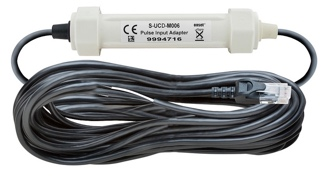 S-UCD-M006
Pulse Input Adapter
9994716